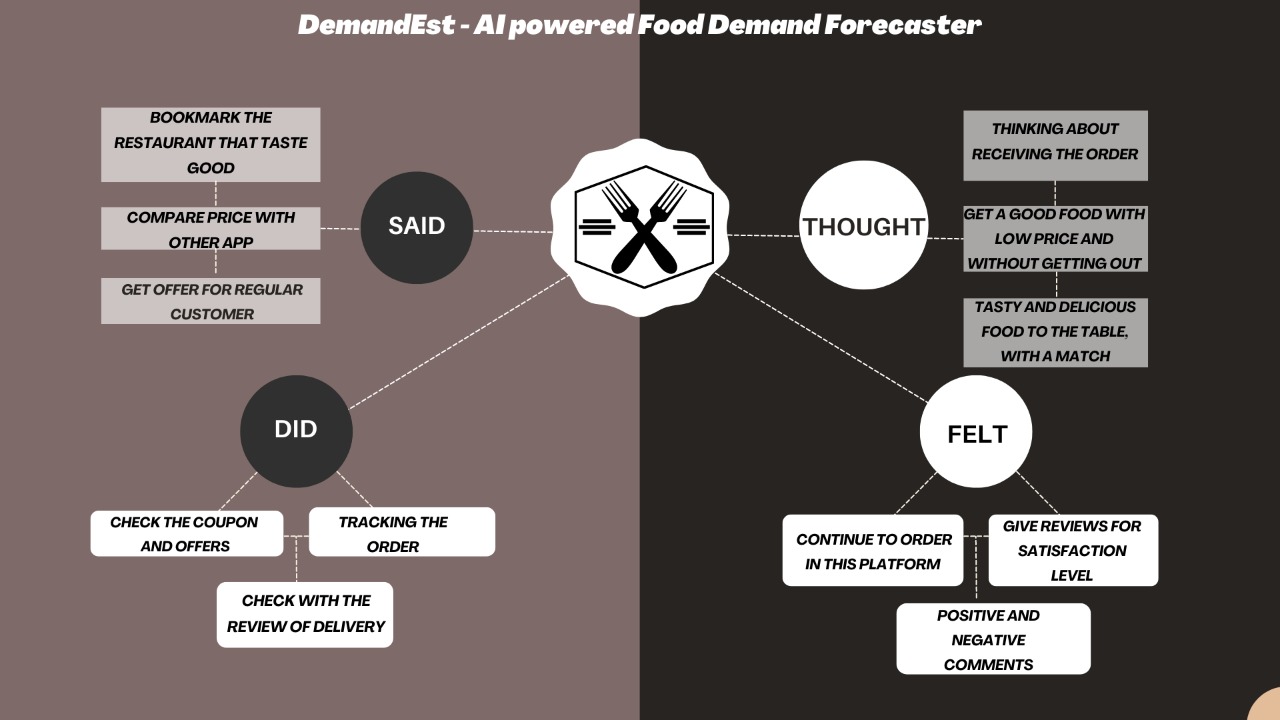 DemandEst - AI powered Food Demand Forecaster
BOOKMARK THE
RESTAURANT THAT TASTE
GOOD
COMPARE PRICE WITH
OTHER APP
GET OFFER FOR REGULAR
CUSTOMER
SAID
THOUGHT
THINKING ABOUT
RECEIVING THE ORDER
GET A GOOD FOOD WITH
LOW PRICE AND
WITHOUT GETTING OUT
TASTY AND DELICIOUS
FOOD TO THE TABLE,
WITH A MATCH
DID
CHECK THE COUPON
AND OFFERS
TRACKING THE
ORDER
CHECK WITH THE
REVIEW OF DELIVERY
FELT
CONTINUE TO ORDER
IN THIS PLATFORM
GIVE REVIEWS FOR
SATISFACTION
LEVEL
POSITIVE AND
NEGATIVE
COMMENTS